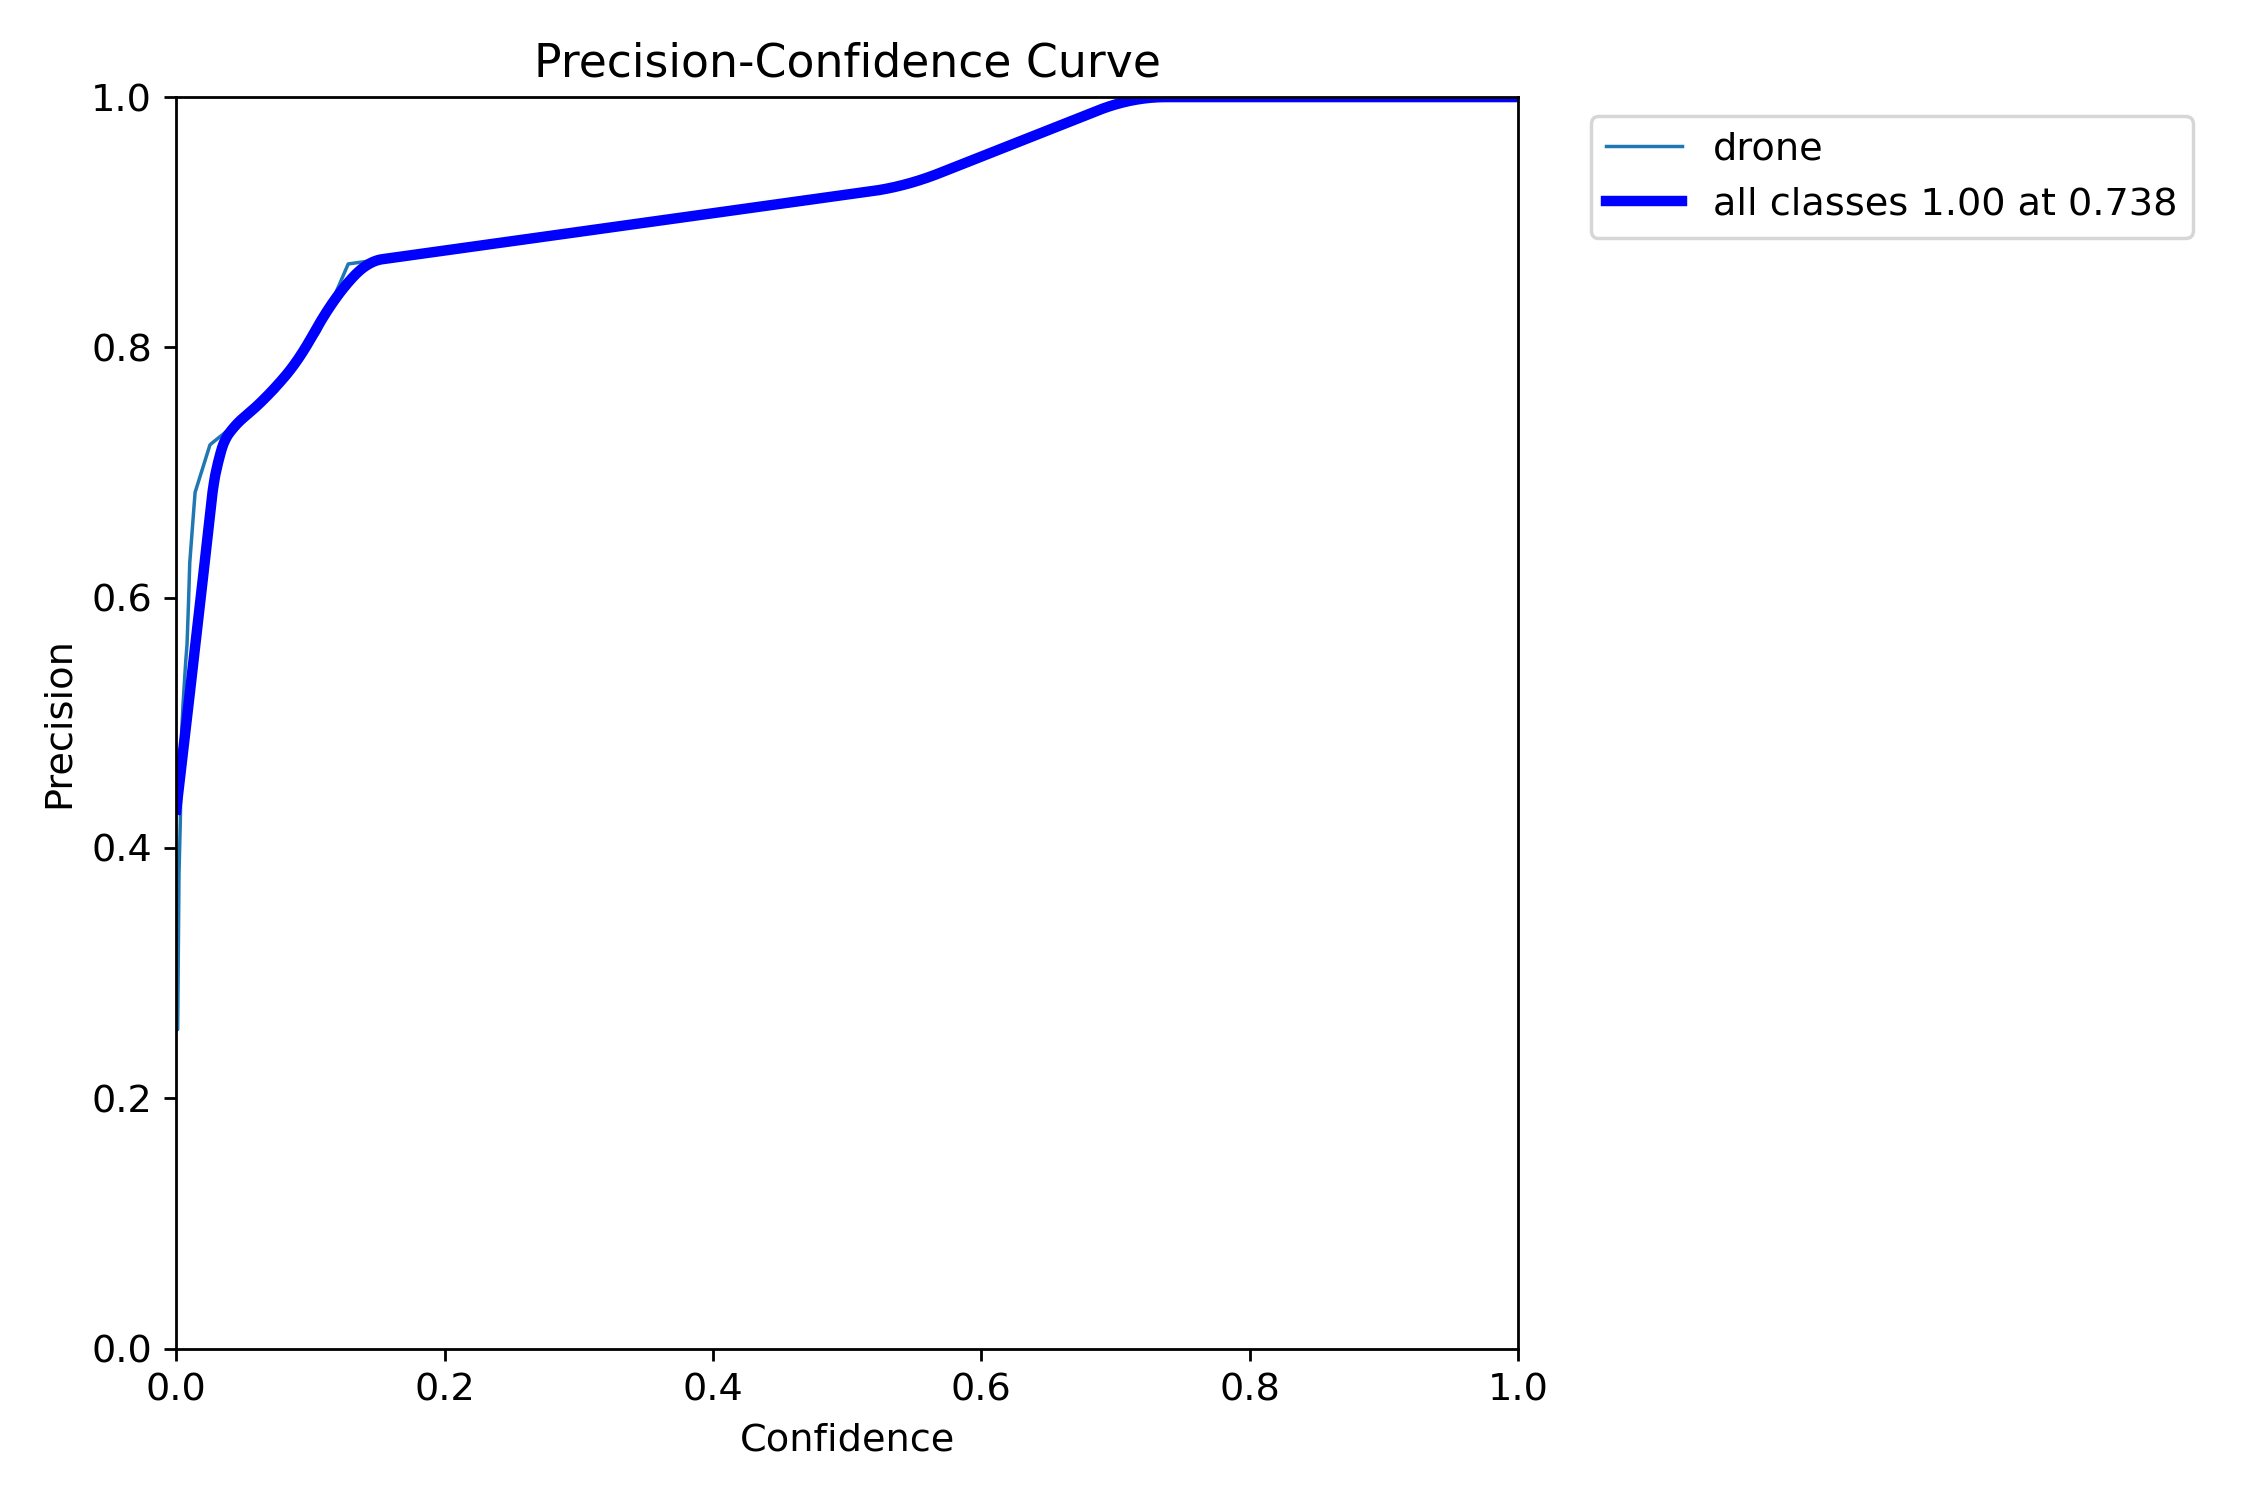 Precision-Confidence Curve
1.0
0.8
0.6
0.4
0.2
0.0
Precision
0.0 0.2 0.4 0.6 0.8 1.0
Confidence
drone
all classes 1.00 at 0.738